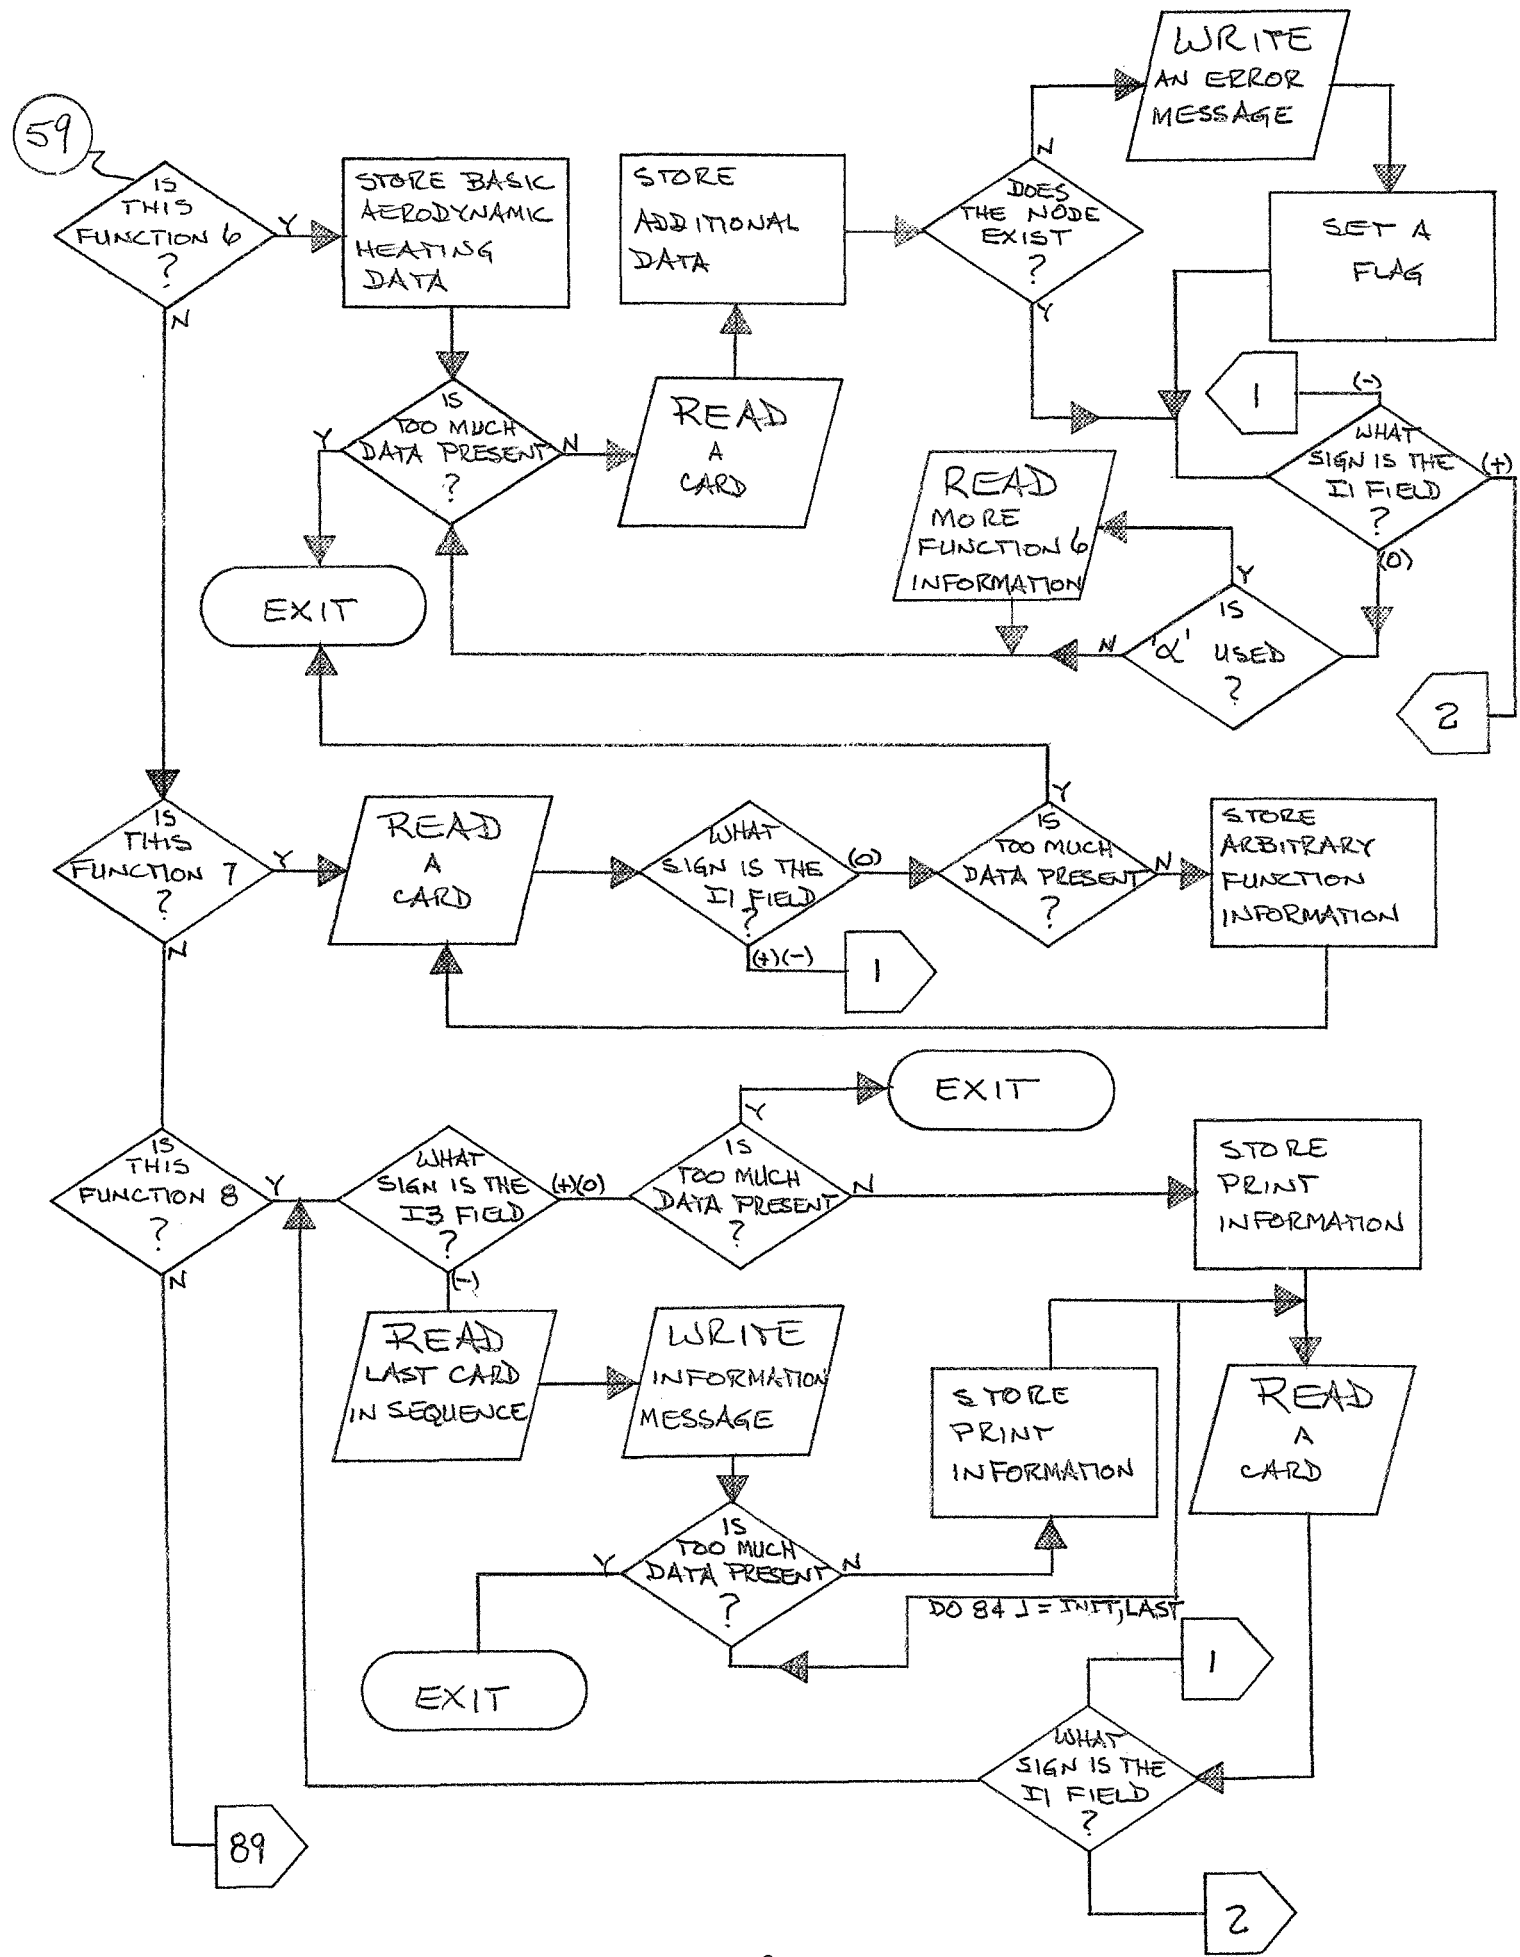 59
IS
THIS
FUNCTION 6
?
Y
N
STORE BASIC
AERODYNAMIC
HEATING
DATA
IS
TOO MUCH
DATA PRESENT
?
Y
N
EXIT
READ
A
CARD
STORE
ADDITIONAL
DATA
DOES
THE NODE
EXIST
?
N
Y
WRITE
AN ERROR
MESSAGE
SET A
FLAG
1
(-)
WHAT
SIGN IS THE
I1 FIELD
?
(+)
(0)
2
IS
'α' USED
?
Y
N
READ
MORE
FUNCTION 6
INFORMATION
IS
THIS
FUNCTION 7
?
Y
N
READ
A
CARD
WHAT
SIGN IS THE
I1 FIELD
?
(0)
(+)(-)
1
IS
TOO MUCH
DATA PRESENT
?
Y
N
STORE
ARBITRARY
FUNCTION
INFORMATION
IS
THIS
FUNCTION 8
?
Y
N
WHAT
SIGN IS THE
I3 FIELD
?
(+)(0)
(-)
IS
TOO MUCH
DATA PRESENT
?
Y
N
EXIT
STORE
PRINT
INFORMATION
READ
LAST CARD
IN SEQUENCE
WRITE
INFORMATION
MESSAGE
IS
TOO MUCH
DATA PRESENT
?
Y
N
EXIT
STORE
PRINT
INFORMATION
DO 84 J = INIT, LAST
READ
A
CARD
WHAT
SIGN IS THE
I1 FIELD
?
1
2
89